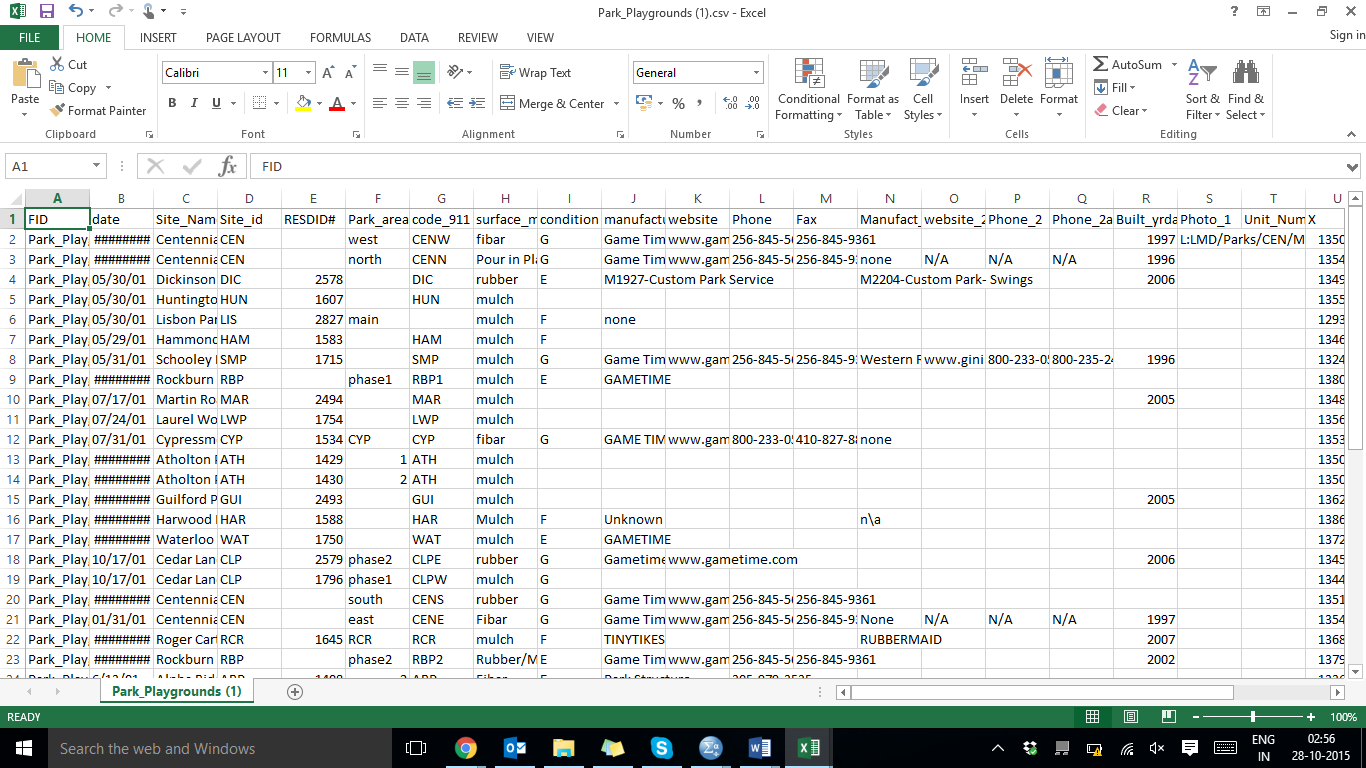 Park_Playgrounds (1).csv - Excel
?
Sign in
FILE HOME INSERT PAGE LAYOUT FORMULAS DATA REVIEW VIEW
Paste Cut Copy Format Painter
Calibri 11 A A
B I U A
Wrap Text
Merge & Center
General
% ,
Conditional Formatting Format as Table Cell Styles
Insert Delete Format
AutoSum Fill Clear
Sort & Filter Find & Select
Clipboard Font Alignment Number Styles Cells Editing
A1 fx FID
A B C D E F G H I J K L M N O P Q R S T U
1 FID date Site_Nam Site_id RESDID# Park_area code_911 surface_m condition manufactu website Phone Fax Manufact_ website_2 Phone_2 Phone_2a Built_yrda Photo_1 Unit_Num X
2 Park_Play ######## Centennia CEN west CENW fibar G Game Tim www.gam 256-845-56 256-845-9361 1997 L:LMD/Parks/CEN/M 1350
3 Park_Play ######## Centennia CEN north CENN Pour in Pla G Game Tim www.gam 256-845-56 256-845-93 none N/A N/A N/A 1996 1354
4 Park_Play 05/30/01 Dickinson DIC 2578 DIC rubber E M1927-Custom Park Service M2204-Custom Park- Swings 2006 1349
5 Park_Play 05/30/01 Huntingto HUN 1607 HUN mulch 1355
6 Park_Play 05/30/01 Lisbon Par LIS 2827 main mulch F none 1293
7 Park_Play 05/29/01 Hammond HAM 1583 HAM mulch F 1346
8 Park_Play 05/31/01 Schooley SMP 1715 SMP mulch G Game Tim www.gam 256-845-56 256-845-93 Western F www.gini 800-233-05 800-235-24 1996 1324
9 Park_Play ######## Rockburn RBP phase1 RBP1 mulch E GAMETIME 1380
10 Park_Play 07/17/01 Martin Ro MAR 2494 MAR mulch 2005 1348
11 Park_Play 07/24/01 Laurel Wo LWP 1754 LWP mulch 1356
12 Park_Play 07/31/01 Cypressm CYP 1534 CYP CYP fibar G GAME TIM www.gam 800-233-05 410-827-88 none 1353
13 Park_Play ######## Atholton ATH 1429 1 ATH mulch 1350
14 Park_Play ######## Atholton ATH 1430 2 ATH mulch 1350
15 Park_Play ######## Guilford P GUI 2493 GUI mulch 2005 1362
16 Park_Play ######## Harwood HAR 1588 HAR Mulch F Unknown n\a 1386
17 Park_Play ######## Waterloo WAT 1750 WAT mulch E GAMETIME 1372
18 Park_Play 10/17/01 Cedar Lan CLP 2579 phase2 CLPE rubber G Gametime www.gametime.com 2006 1345
19 Park_Play 10/17/01 Cedar Lan CLP 1796 phase1 CLPW mulch G 1344
20 Park_Play ######## Centennia CEN south CENS rubber G Game Tim www.gam 256-845-56 256-845-9361 1351
21 Park_Play 01/31/01 Centennia CEN east CENE Fibar G Game Tim www.gam 256-845-56 256-845-93 None N/A N/A N/A 1997 1354
22 Park_Play ######## Roger Cart RCR 1645 RCR RCR mulch F TINYTIKES RUBBERMAID 2007 1368
23 Park_Play ######## Rockburn RBP phase2 RBP2 Rubber/M E Game Tim www.gam 256-845-56 256-845-9361 2002 1379
Park_Playgrounds (1)
READY 100%
Search the web and Windows
ENG 02:56
IN 28-10-2015